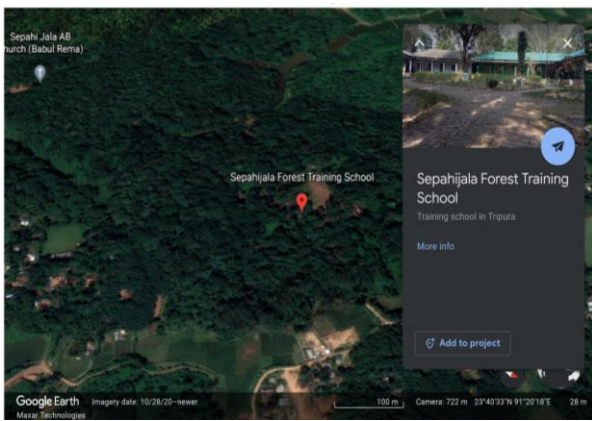 Sepahi Jala AB
hurch (Babul Rema)
Sepahijala Forest Training School
Sepahijala Forest Training
School
Training school in Tripura
More info
Add to project
Google Earth
Imagery date: 10/28/20-newer
100 m
Camera: 722 m 23°40'33"N 91°20'18"E
28 m
Maxar Technologies